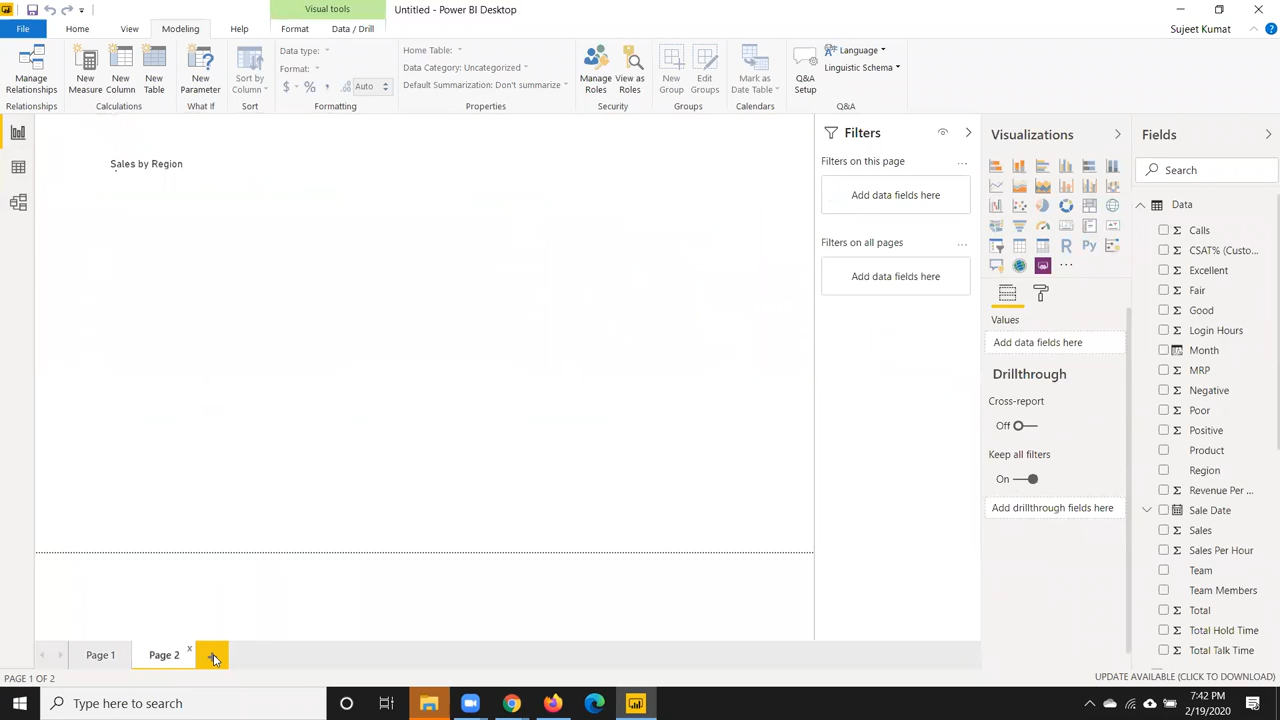 Visual tools
Untitled - Power BI Desktop
File
Home
View
Modeling
Help
Format
Data / Drill
Sujeet Kumat
Manage Relationships
New Measure
New Column
New Table
New Parameter
Sort by Column
Data type:
Format:
$ % , Auto
Home Table:
Data Category: Uncategorized
Default Summarization: Don't summarize
Manage Roles
View as Roles
New Group
Edit Groups
Mark as Date Table
Q&A Setup
Language
Linguistic Schema
Relationships
Calculations
What If
Sort
Formatting
Properties
Security
Groups
Calendars
Q&A
Sales by Region
Filters
Filters on this page
Add data fields here
Filters on all pages
Add data fields here
Visualizations
R
Py
Values
Add data fields here
Drillthrough
Cross-report
Off
Keep all filters
On
Add drillthrough fields here
Fields
Search
Data
Calls
CSAT% (Custo...
Excellent
Fair
Good
Login Hours
Month
MRP
Negative
Poor
Positive
Product
Region
Revenue Per ...
Sale Date
Sales
Sales Per Hour
Team
Team Members
Total
Total Hold Time
Total Talk Time
Page 1
Page 2
PAGE 1 OF 2
UPDATE AVAILABLE (CLICK TO DOWNLOAD)
Type here to search
7:42 PM
2/19/2020